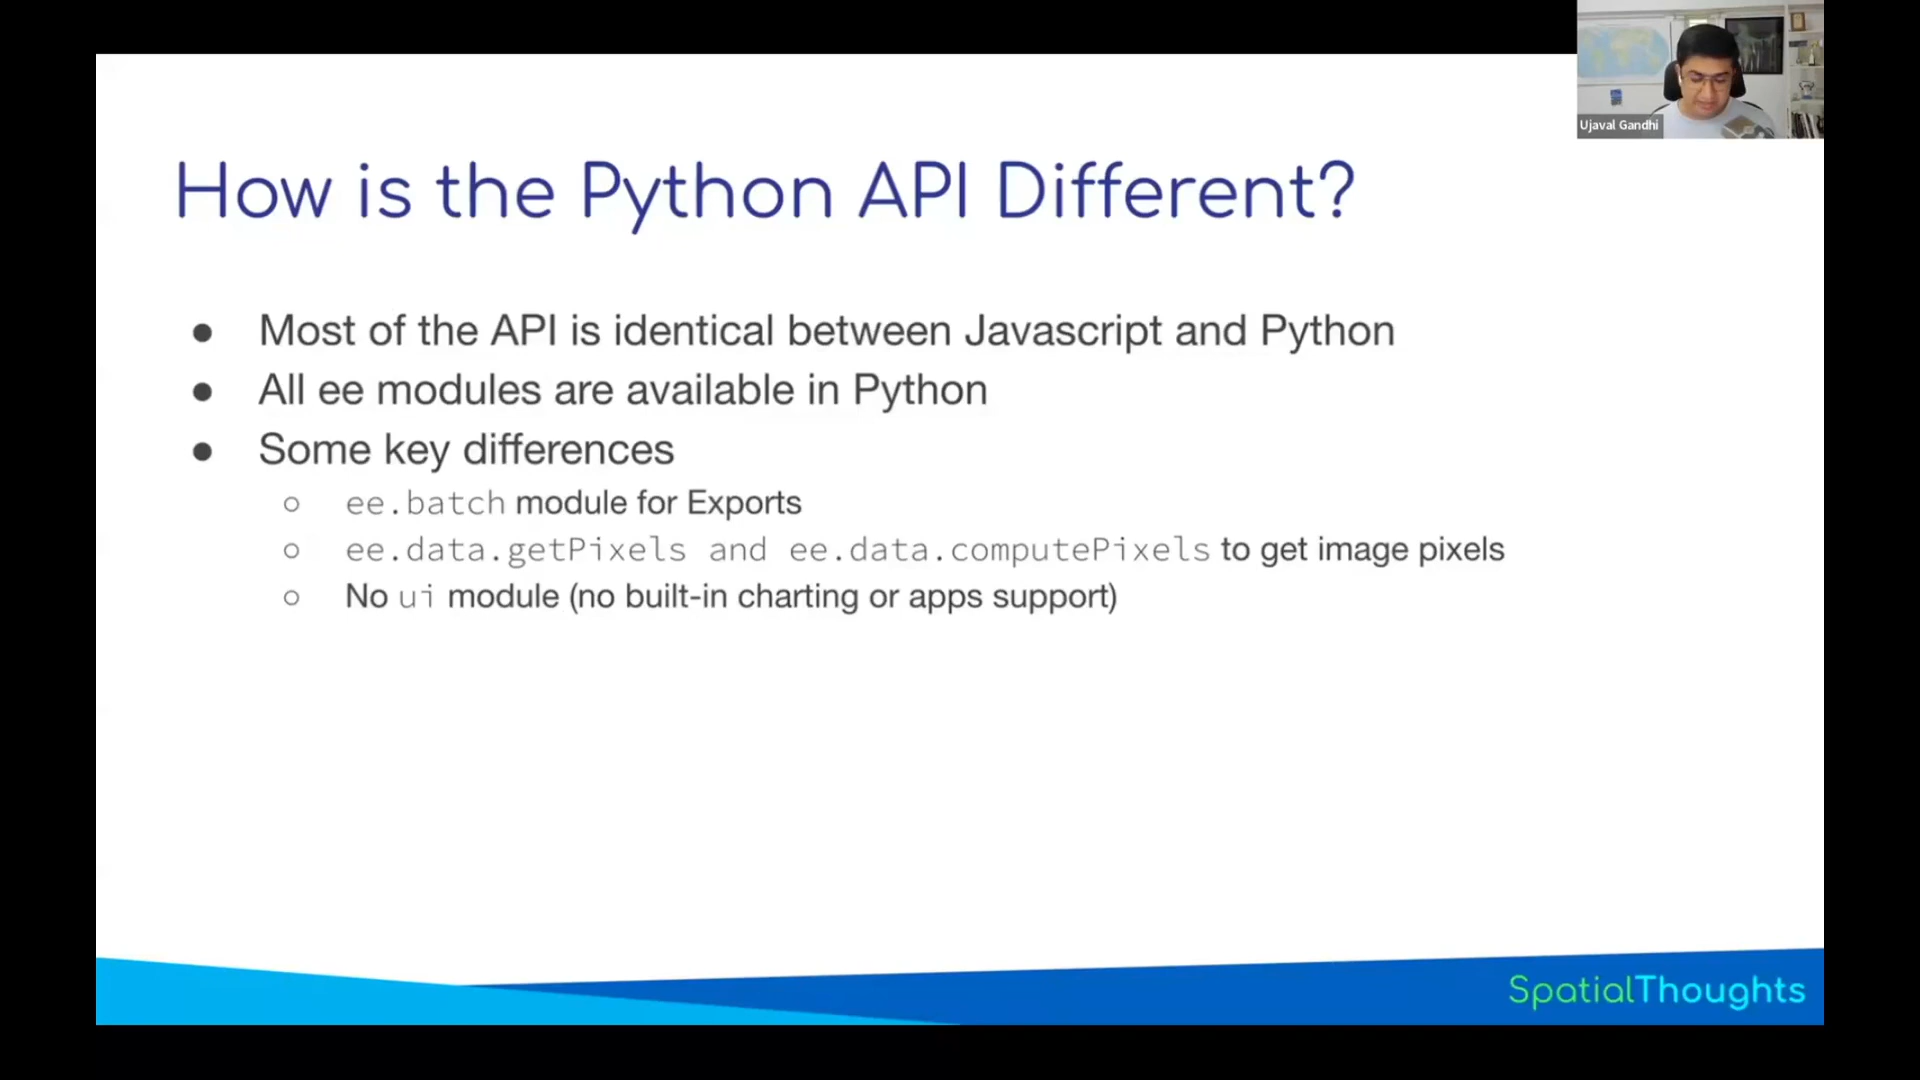 Ujaval Gandhi
How is the Python API Different?
● Most of the API is identical between Javascript and Python
● All ee modules are available in Python
● Some key differences
○ ee.batch module for Exports
○ ee.data.getPixels and ee.data.computePixels to get image pixels
○ No ui module (no built-in charting or apps support)
SpatialThoughts